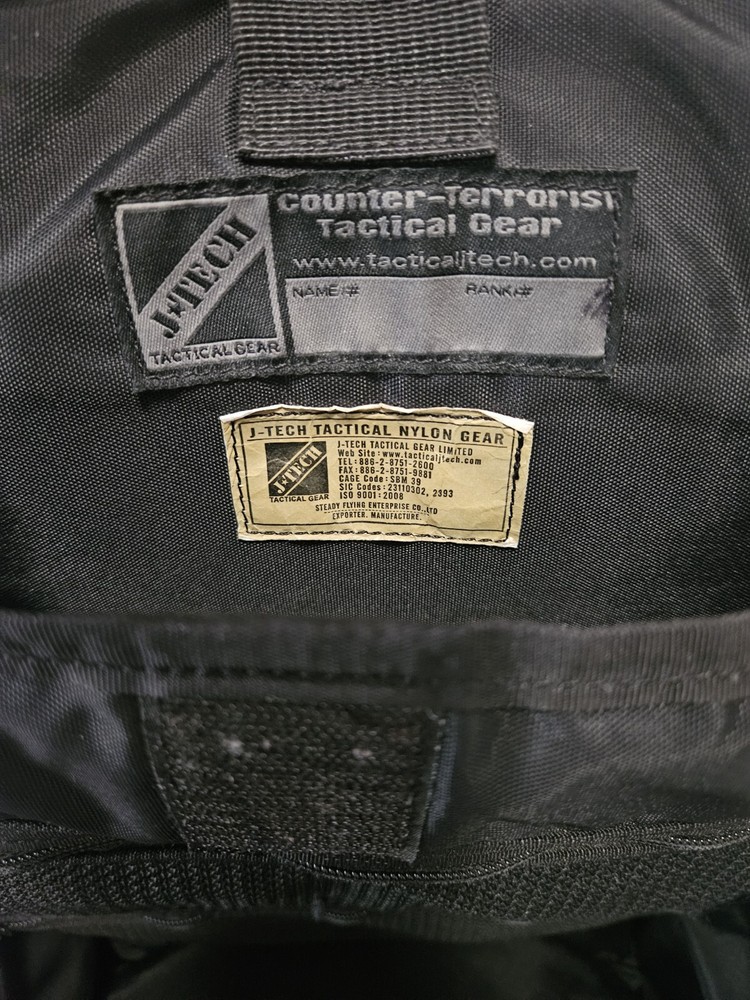 Counter-Terrorist
Tactical Gear
www.tacticaljtech.com
NAME/# RANK/#
J-TECH
TACTICAL GEAR
J-TECH TACTICAL NYLON GEAR
J-TECH TACTICAL GEAR LIMITED
Web Site : www.tacticaljtech.com
TEL : 886-2-8751-2600
FAX : 886-2-8751-9881
CAGE Code : SBM 39
SIC Codes : 23110302, 2393
ISO 9001 : 2008
J-TECH
TACTICAL GEAR
STEADY FLYING ENTERPRISE CO.,LTD
EXPORTER. MANUFACTURE.